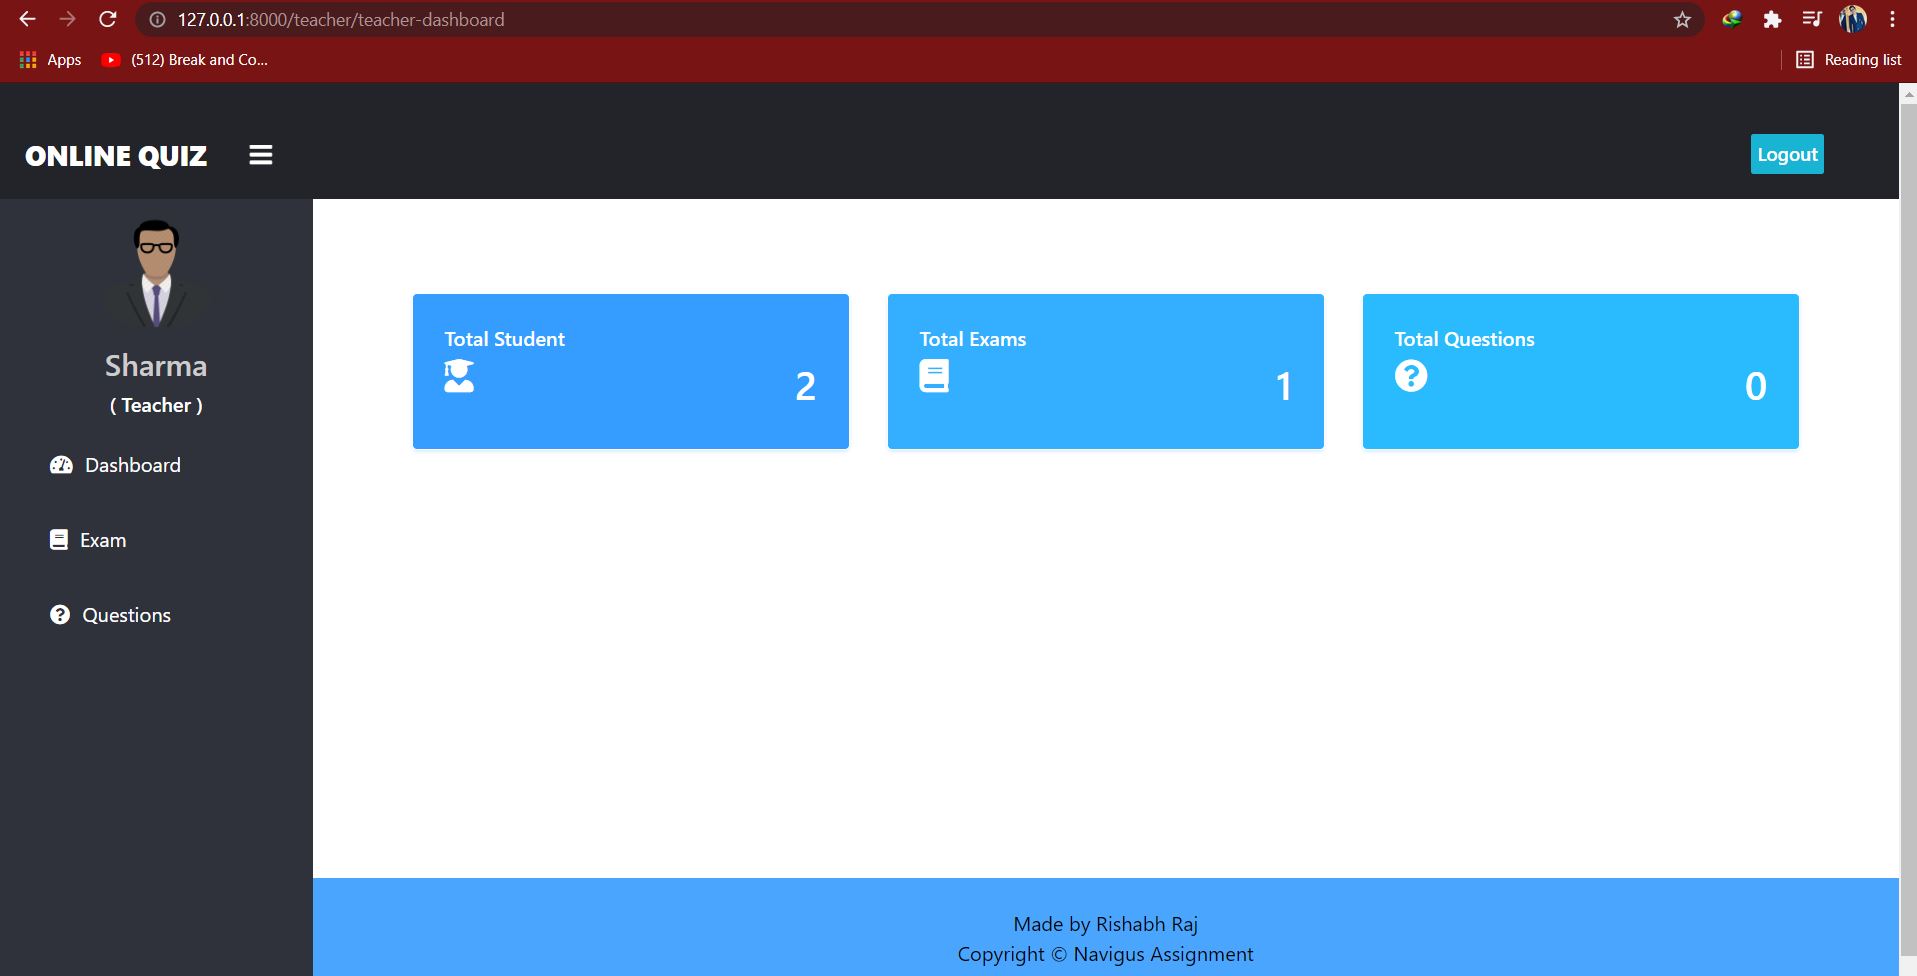 127.0.0.1:8000/teacher/teacher-dashboard
Apps
(512) Break and Co...
Reading list
ONLINE QUIZ
Logout
Sharma
( Teacher )
Dashboard
Exam
Questions
Total Student
2
Total Exams
1
Total Questions
0
Made by Rishabh Raj
Copyright © Navigus Assignment